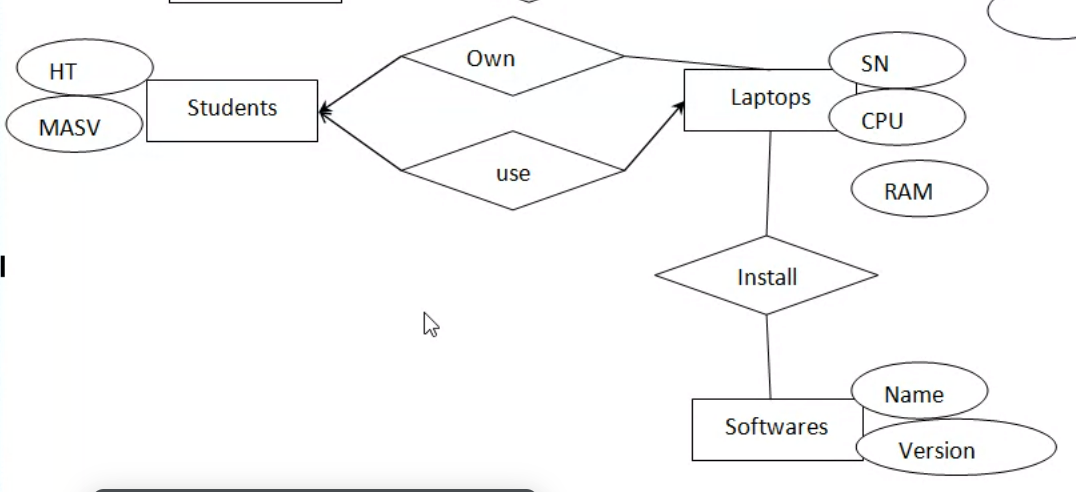 Own
SN
HT
Laptops
Students
CPU
MASV
use
RAM
Install
Name
Softwares
Version